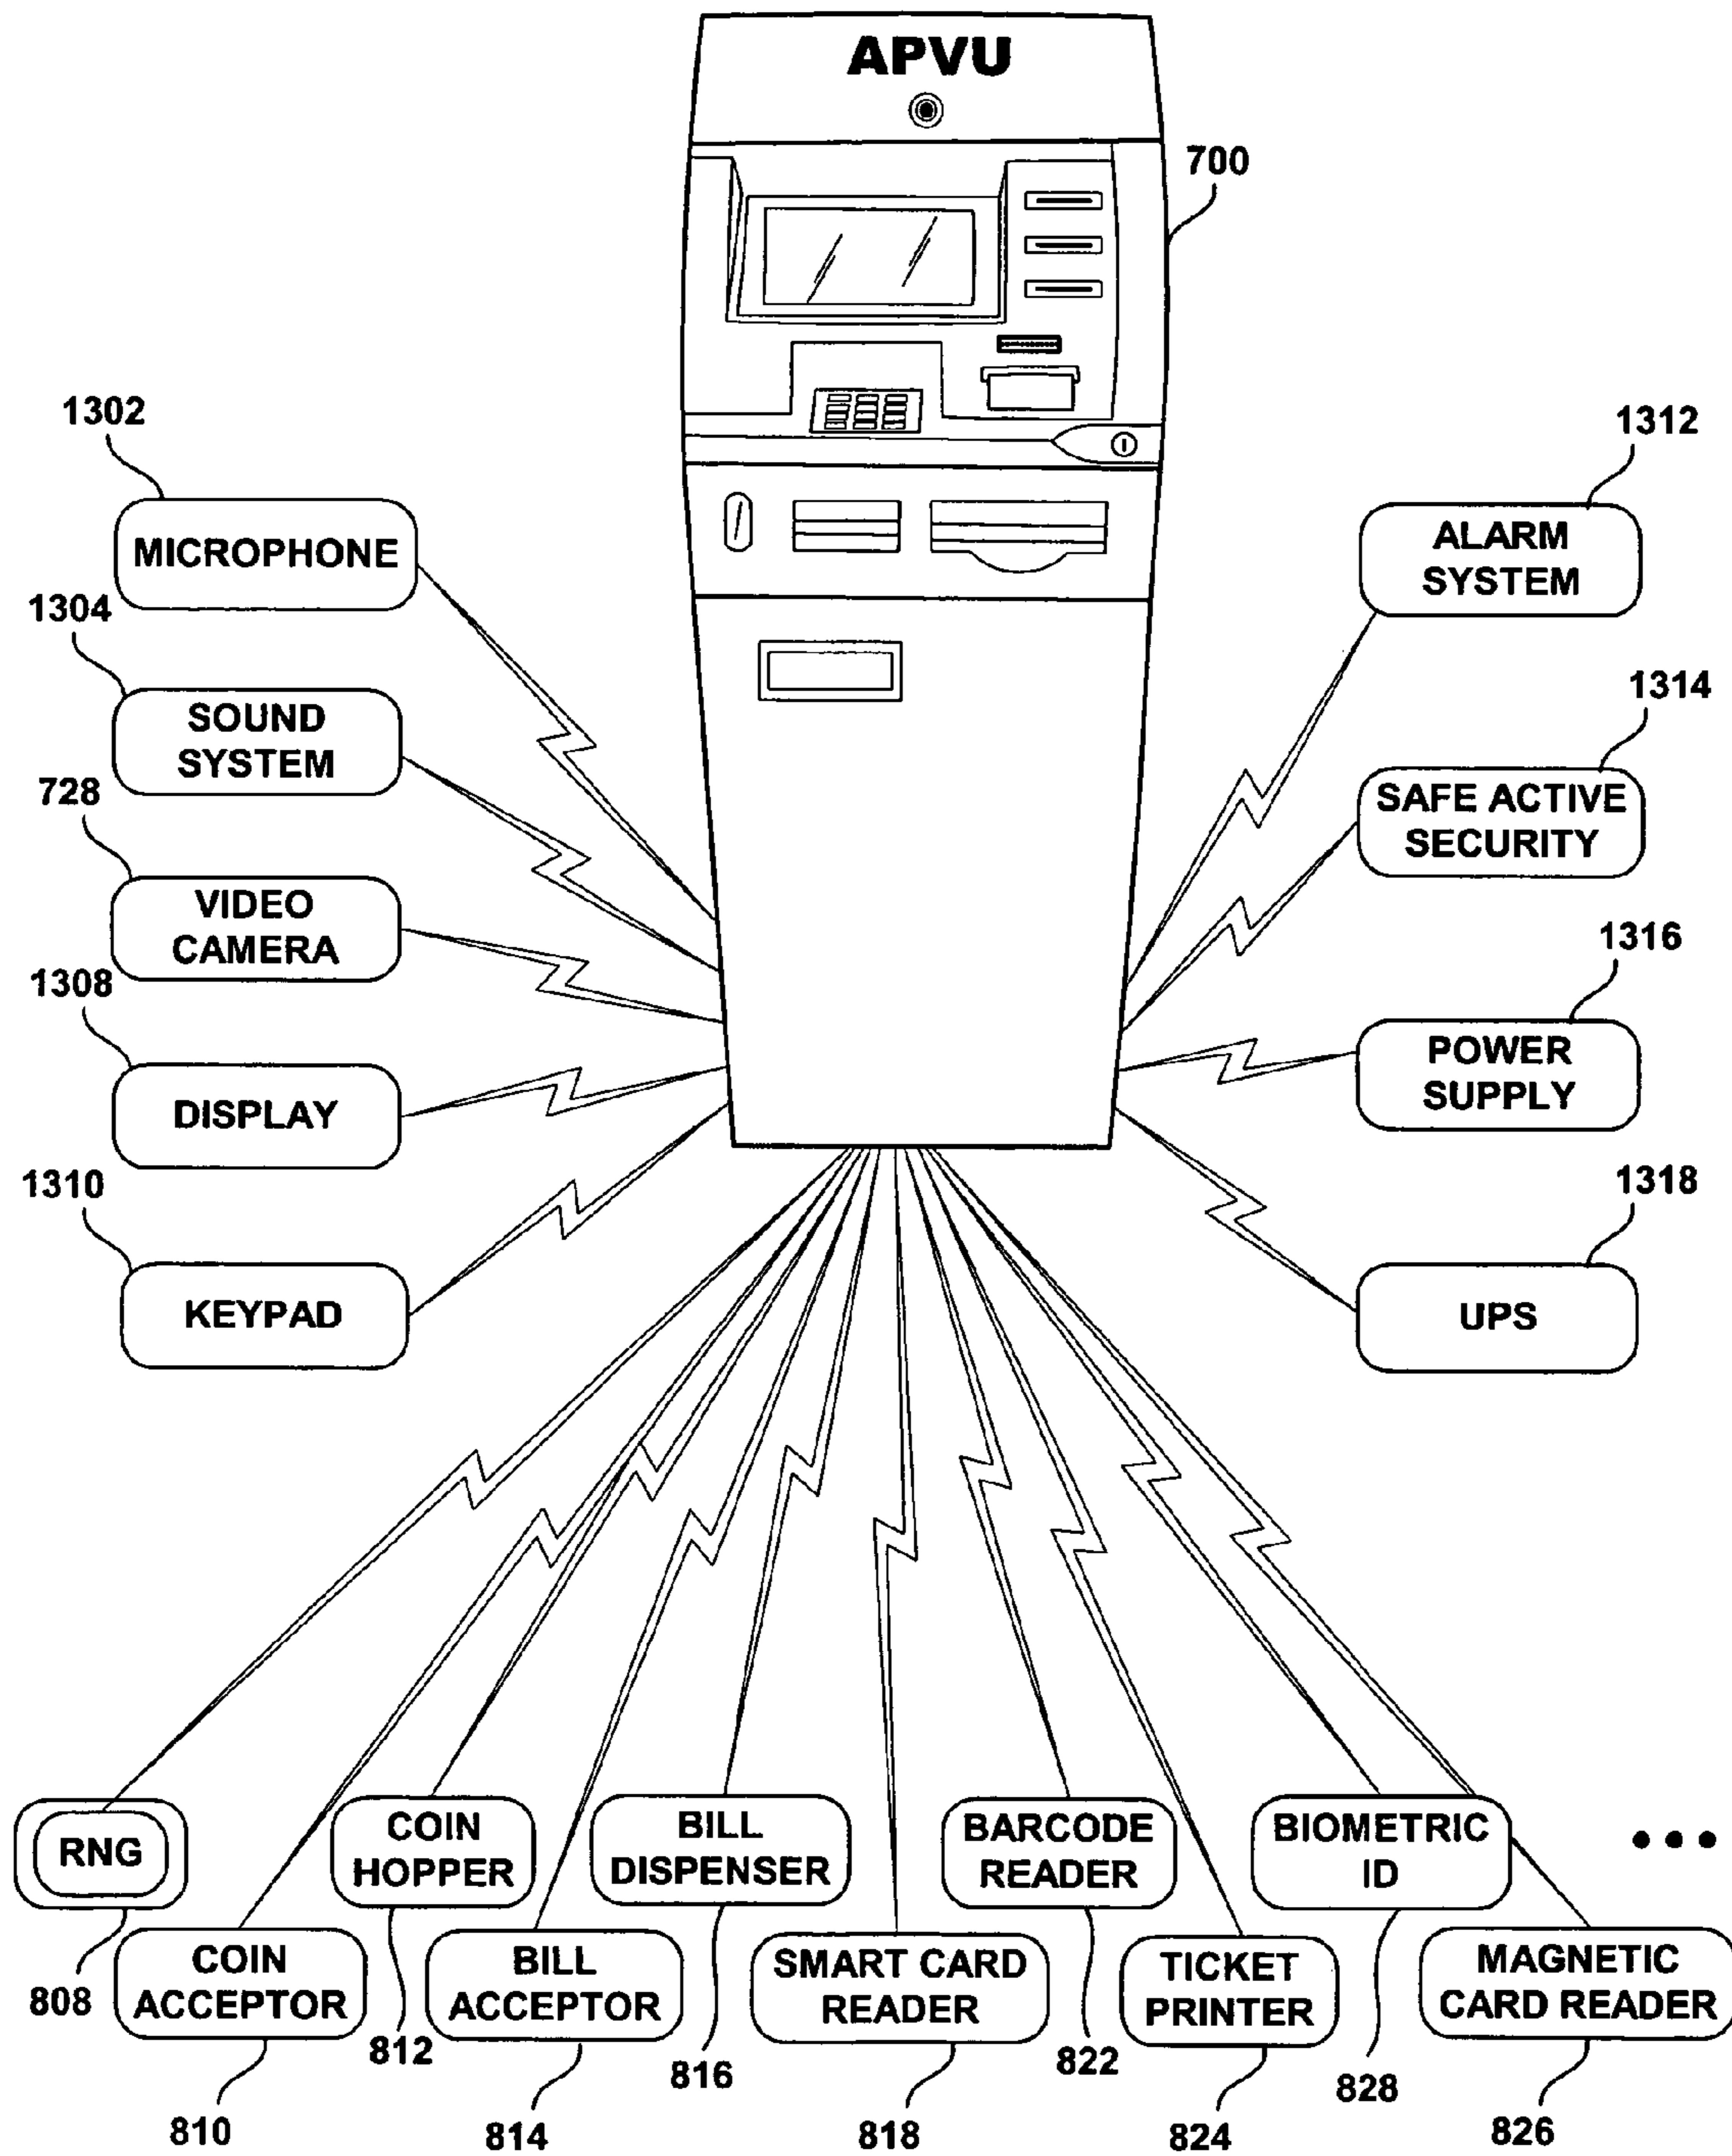 APVU
700
1302
MICROPHONE
1304
SOUND
SYSTEM
728
VIDEO
CAMERA
1308
DISPLAY
1310
KEYPAD
1312
ALARM
SYSTEM
1314
SAFE ACTIVE
SECURITY
1316
POWER
SUPPLY
1318
UPS
RNG
808
COIN
ACCEPTOR
810
COIN
HOPPER
812
BILL
ACCEPTOR
814
BILL
DISPENSER
816
SMART CARD
READER
818
BARCODE
READER
822
TICKET
PRINTER
824
BIOMETRIC
ID
828
MAGNETIC
CARD READER
826
•••